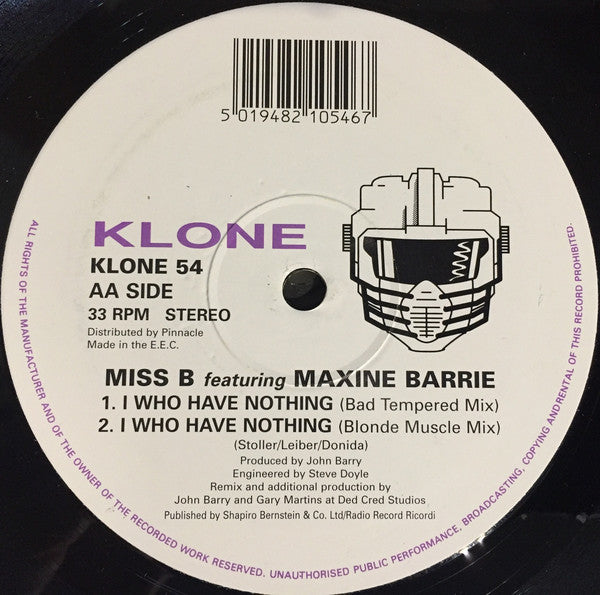 5 019482 105467
KLONE
KLONE 54
AA SIDE
33 RPM STEREO
Distributed by Pinnacle
Made in the E.E.C.
MISS B featuring MAXINE BARRIE
1. I WHO HAVE NOTHING (Bad Tempered Mix)
2. I WHO HAVE NOTHING (Blonde Muscle Mix)
(Stoller/Leiber/Donida)
Produced by John Barry
Engineered by Steve Doyle
Remix and additional production by
John Barry and Gary Martins at Ded Cred Studios
Published by Shapiro Bernstein & Co. Ltd/Radio Record Ricordi
ALL RIGHTS OF THE MANUFACTURER AND OF THE OWNER OF THE RECORDED WORK RESERVED. UNAUTHORISED PUBLIC PERFORMANCE, BROADCASTING, COPYING AND RENTAL OF THIS RECORD PROHIBITED.